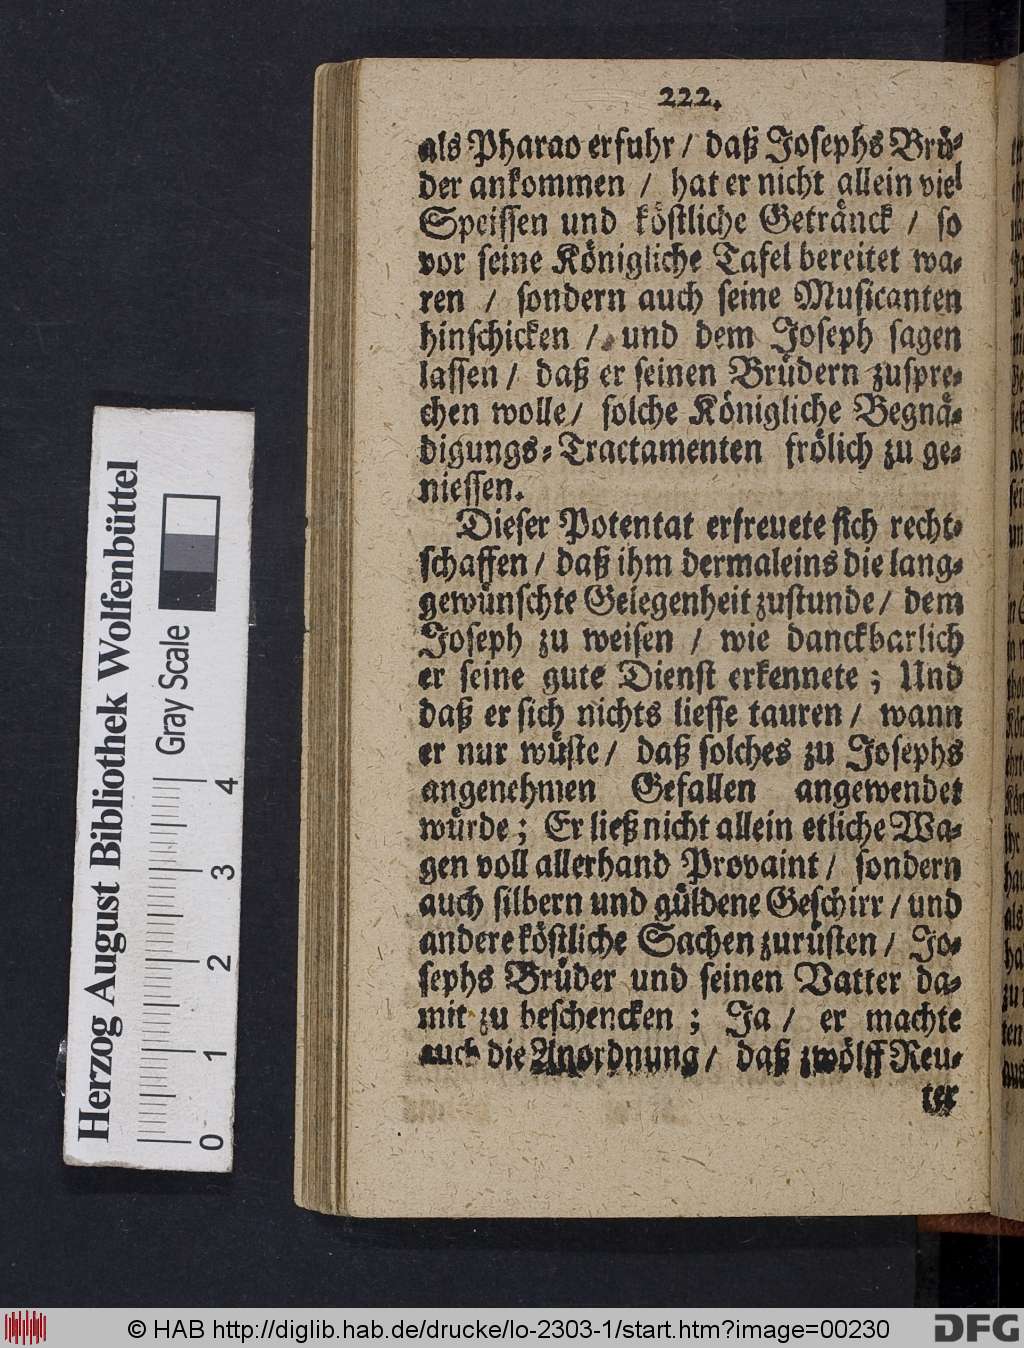 222.
als Pharao erfuhr / daß Josephs Brü-
der ankommen / hat er nicht allein viel
Speissen und köstliche Getränck / so
vor seine Königliche Tafel bereitet wa-
ren / sondern auch seine Musicanten
hinschicken / und dem Joseph sagen
lassen / daß er seinen Brüdern zuspre-
chen wolle / solche Königliche Begnä-
digungs-Tractamenten frölich zu ge-
niessen.
Dieser Potentat erfreuete sich recht-
schaffen / daß ihm dermaleins die lang-
gewünschte Gelegenheit zustunde / dem
Joseph zu weisen / wie danckbarlich
er seine gute Dienst erkennete ; Und
daß er sich nichts liesse tauren / wann
er nur wüste / daß solches zu Josephs
angenehmen Gefallen angewendet
würde ; Er ließ nicht allein etliche Wa-
gen voll allerhand Provaint / sondern
auch silbern und güldene Geschirr / und
andere köstliche Sachen zurüsten / Jo-
sephs Brüder und seinen Vatter da-
mit zu beschencken ; Ja / er machte
auch die Anordnung / daß zwölff Reu-
ter
Herzog August Bibliothek Wolfenbüttel
Gray Scale
0 1 2 3 4
© HAB http://diglib.hab.de/drucke/lo-2303-1/start.htm?image=00230
DFG